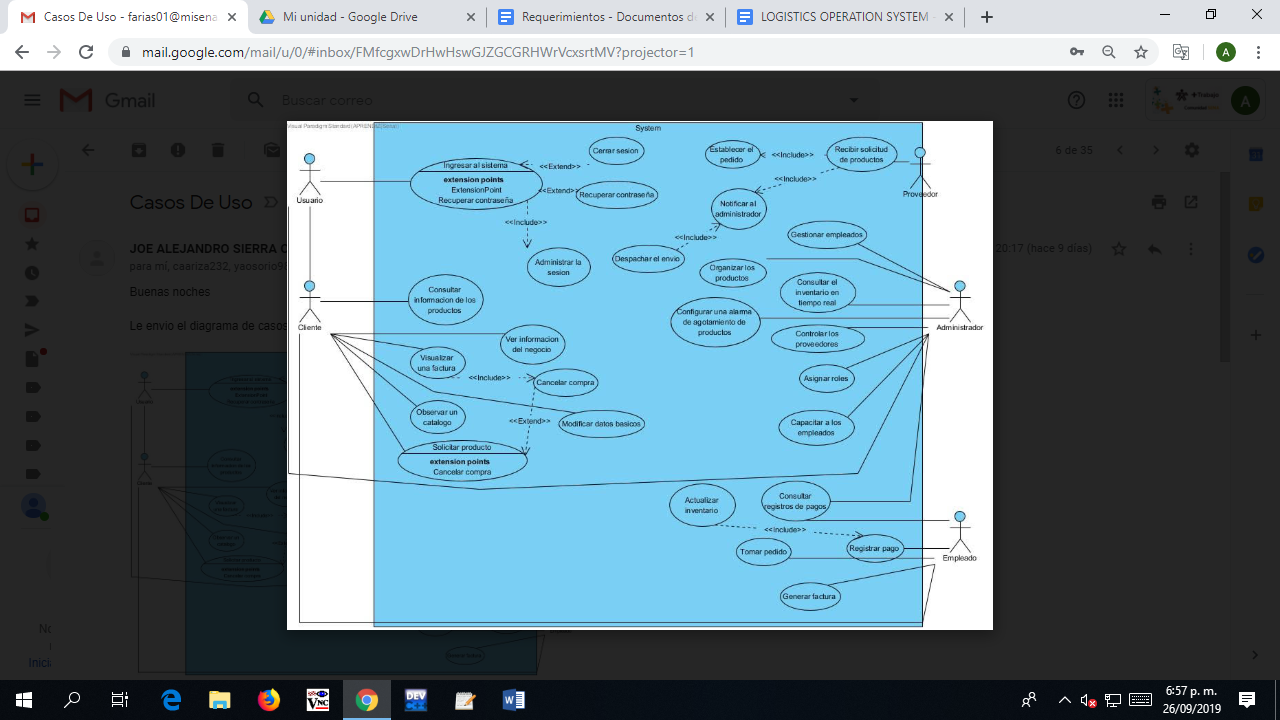 Casos De Uso - farias01@misena
Mi unidad - Google Drive
Requerimientos - Documentos de
LOGISTICS OPERATION SYSTEM -
mail.google.com/mail/u/0/#inbox/FMfcgxwDrHwHswGJZGCGRHWrVcxsrtMV?projector=1
A
Gmail
Buscar correo
A
6 de 35
Casos De Uso
JOE ALEJANDRO SIERRA C
20:17 (hace 9 días)
para mí, caariza232, yaosorio90
Buenas noches
Le envio el diagrama de casos
System
Usuario
Ingresar al sistema
extension points
ExtensionPoint
Recuperar contraseña
<<Extend>>
Cerrar sesion
<<Extend>>
Recuperar contraseña
<<Include>>
Administrar la
sesion
Establecer el
pedido
<<Include>>
Recibir solicitud
de productos
Proveedor
<<Include>>
Notificar al
administrador
<<Include>>
Despachar el envio
Gestionar empleados
Organizar los
productos
Consultar el
inventario en
tiempo real
Configurar una alarma
de agotamiento de
productos
Controlar los
proveedores
Administrador
Asignar roles
Capacitar a los
empleados
Cliente
Consultar
informacion de los
productos
Ver informacion
del negocio
Visualizar
una factura
<<Include>>
Cancelar compra
Observar un
catalogo
<<Extend>>
Modificar datos basicos
Solicitar producto
extension points
Cancelar compra
Actualizar
inventario
Consultar
registros de pagos
<<Include>>
Tomar pedido
Registrar pago
Empleado
Generar factura
6:57 p. m.
26/09/2019